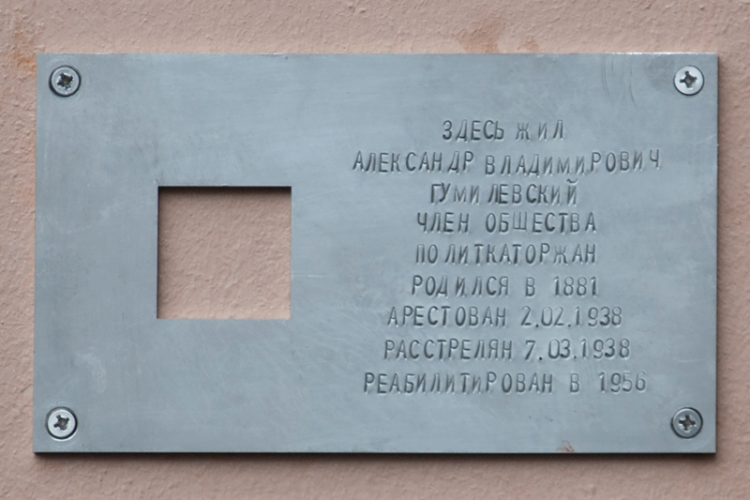 ЗДЕСЬ ЖИЛ
АЛЕКСАНДР ВЛАДИМИРОВИЧ
ГУМИЛЕВСКИЙ
ЧЛЕН ОБЩЕСТВА
ПОЛИТКАТОРЖАН
РОДИЛСЯ В 1881
АРЕСТОВАН 2.02.1938
РАССТРЕЛЯН 7.03.1938
РЕАБИЛИТИРОВАН В 1956